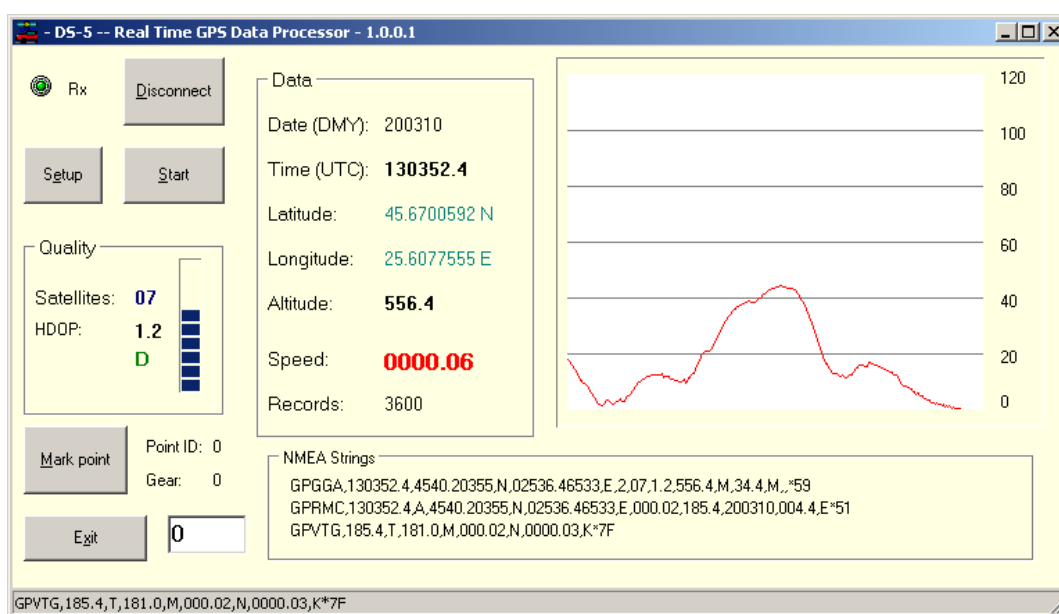 - DS-5 -- Real Time GPS Data Processor - 1.0.0.1
Rx
Disconnect
Setup
Start
Quality
Satellites: 07
HDOP: 1.2
D
Mark point
Point ID: 0
Gear: 0
Exit
0
Data
Date (DMY): 200310
Time (UTC): 130352.4
Latitude: 45.6700592 N
Longitude: 25.6077555 E
Altitude: 556.4
Speed: 0000.06
Records: 3600
120
100
80
60
40
20
0
NMEA Strings
GPGGA,130352.4,4540.20355,N,02536.46533,E,2,07,1.2,556.4,M,34.4,M,,*59
GPRMC,130352.4,A,4540.20355,N,02536.46533,E,000.02,185.4,200310,004.4,E*51
GPVTG,185.4,T,181.0,M,000.02,N,0000.03,K*7F
GPVTG,185.4,T,181.0,M,000.02,N,0000.03,K*7F